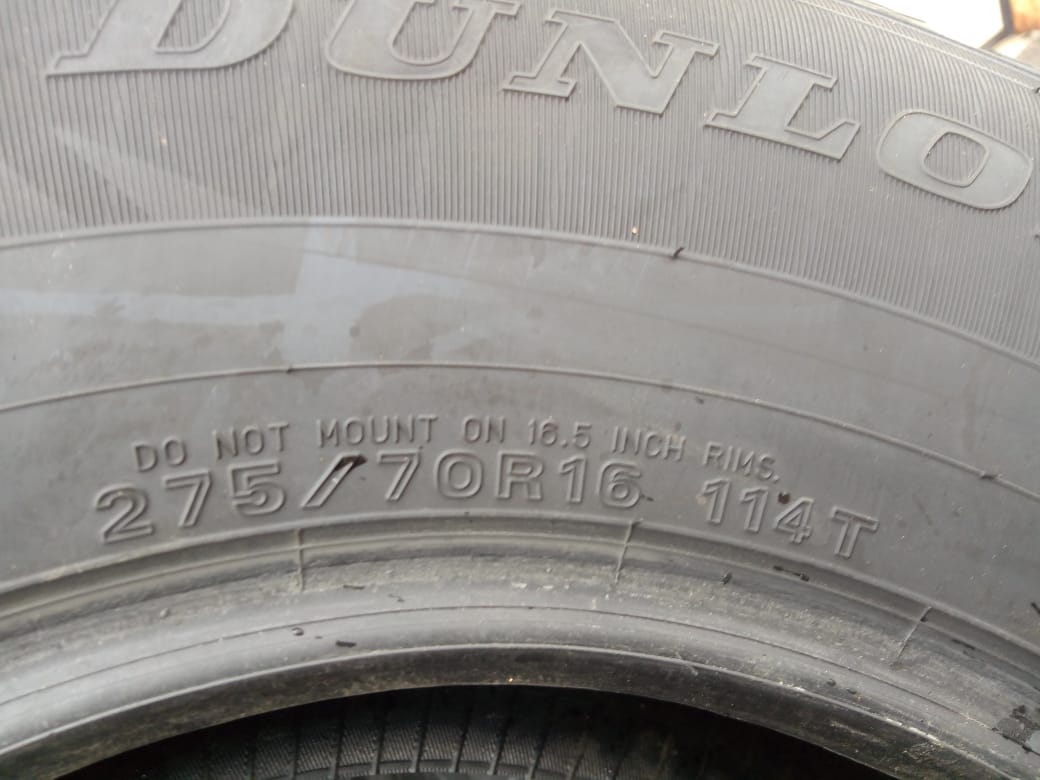 DUNLO
DO NOT MOUNT ON 16.5 INCH RIMS.
275/70R16 114T